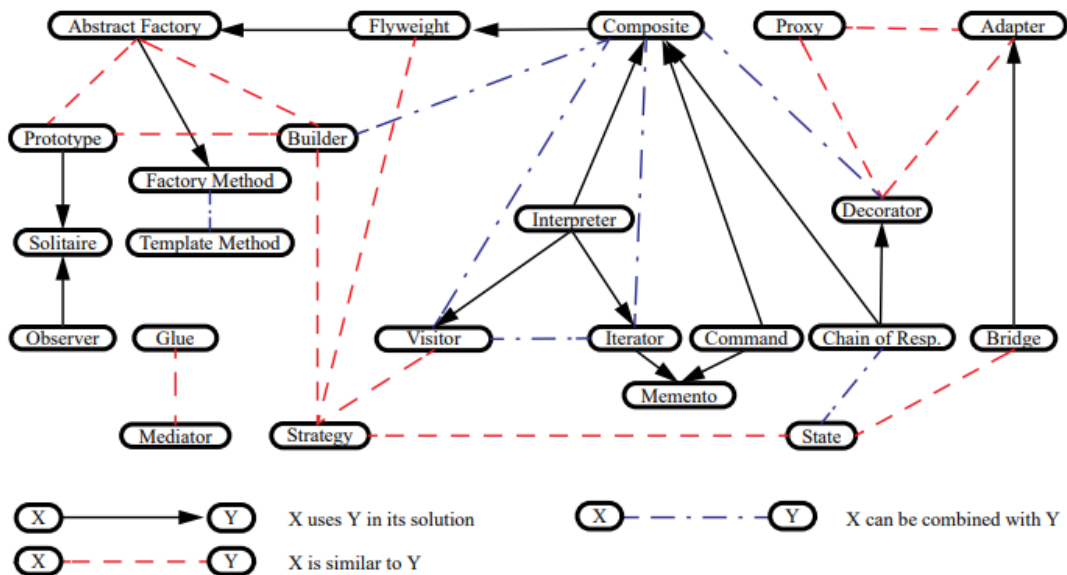 Abstract Factory
Flyweight
Composite
Proxy
Adapter
Prototype
Builder
Factory Method
Decorator
Interpreter
Solitaire
Template Method
Observer
Glue
Visitor
Iterator
Command
Chain of Resp.
Bridge
Memento
Mediator
Strategy
State
X Y X uses Y in its solution
X Y X can be combined with Y
X Y X is similar to Y